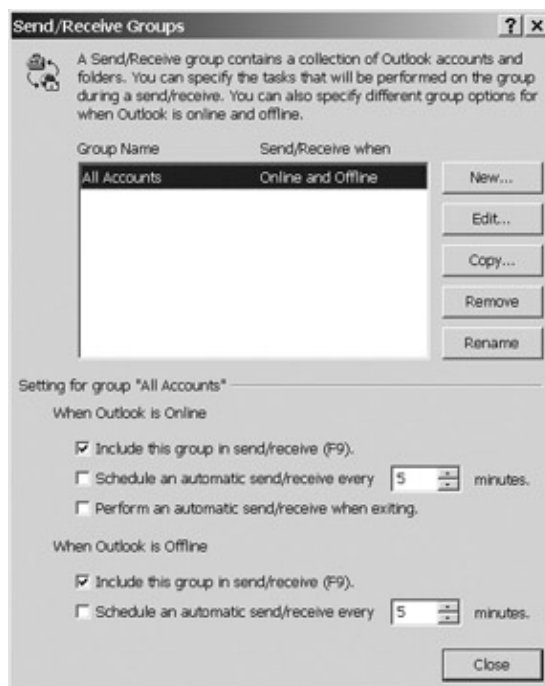 Send/Receive Groups
A Send/Receive group contains a collection of Outlook accounts and
folders. You can specify the tasks that will be performed on the group
during a send/receive. You can also specify different group options for
when Outlook is online and offline.
Group Name Send/Receive when
All Accounts Online and Offline
New...
Edit...
Copy...
Remove
Rename
Setting for group "All Accounts"
When Outlook is Online
Include this group in send/receive (F9).
Schedule an automatic send/receive every 5 minutes.
Perform an automatic send/receive when exiting.
When Outlook is Offline
Include this group in send/receive (F9).
Schedule an automatic send/receive every 5 minutes.
Close